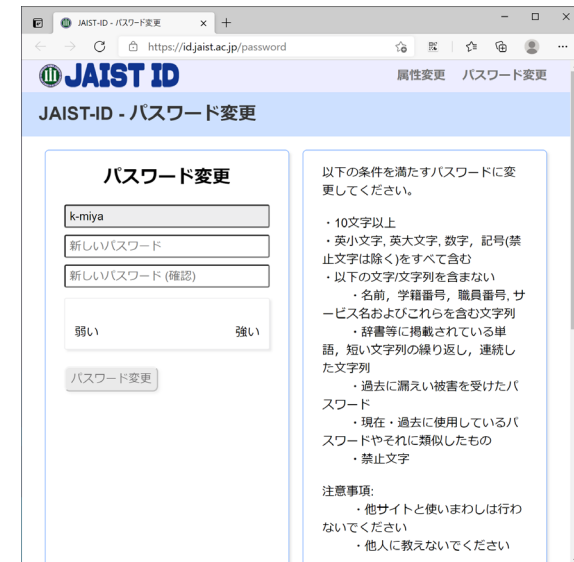 JAIST-ID - パスワード変更
https://id.jaist.ac.jp/password
JAIST ID
属性変更 パスワード変更
JAIST-ID - パスワード変更
パスワード変更
k-miya
新しいパスワード
新しいパスワード (確認)
弱い 強い
パスワード変更
以下の条件を満たすパスワードに変
更してください。
・10文字以上
・英小文字, 英大文字, 数字，記号(禁
止文字は除く)をすべて含む
・以下の文字/文字列を含まない
・名前，学籍番号，職員番号, サ
ービス名およびこれらを含む文字列
・辞書等に掲載されている単
語，短い文字列の繰り返し，連続し
た文字列
・過去に漏えい被害を受けたパ
スワード
・現在・過去に使用しているパ
スワードやそれに類似したもの
・禁止文字
注意事項:
・他サイトと使いまわしは行わ
ないでください
・他人に教えないでください